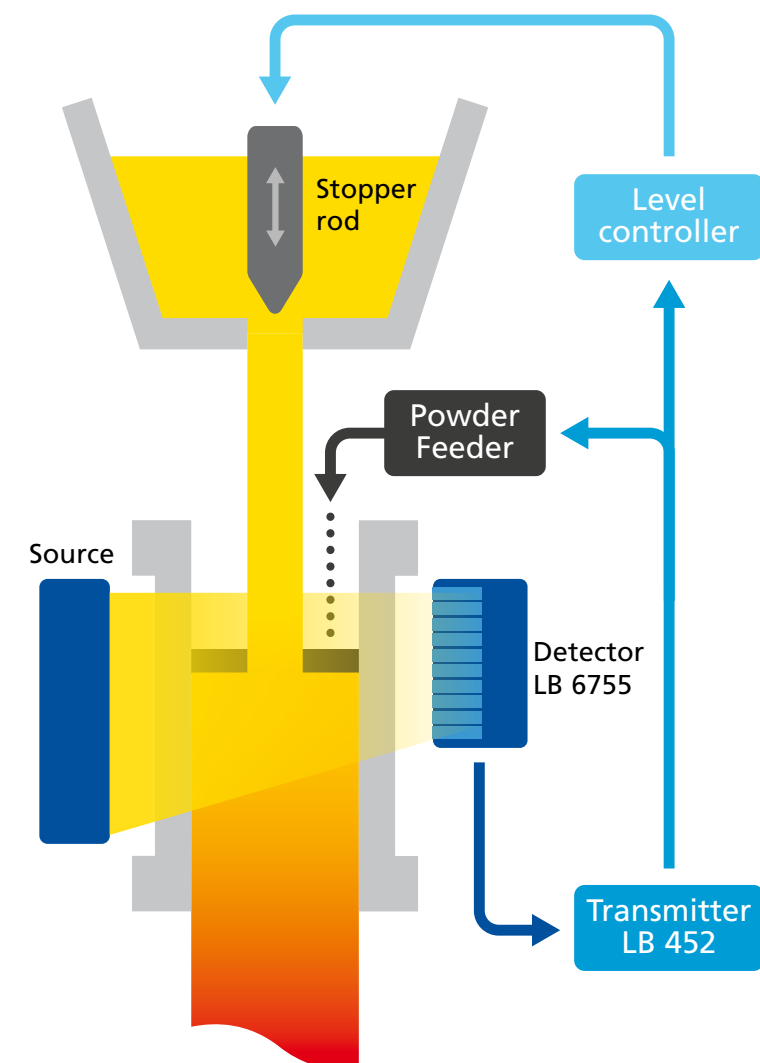 Stopper
rod
Level
controller
Powder
Feeder
Source
Detector
LB 6755
Transmitter
LB 452